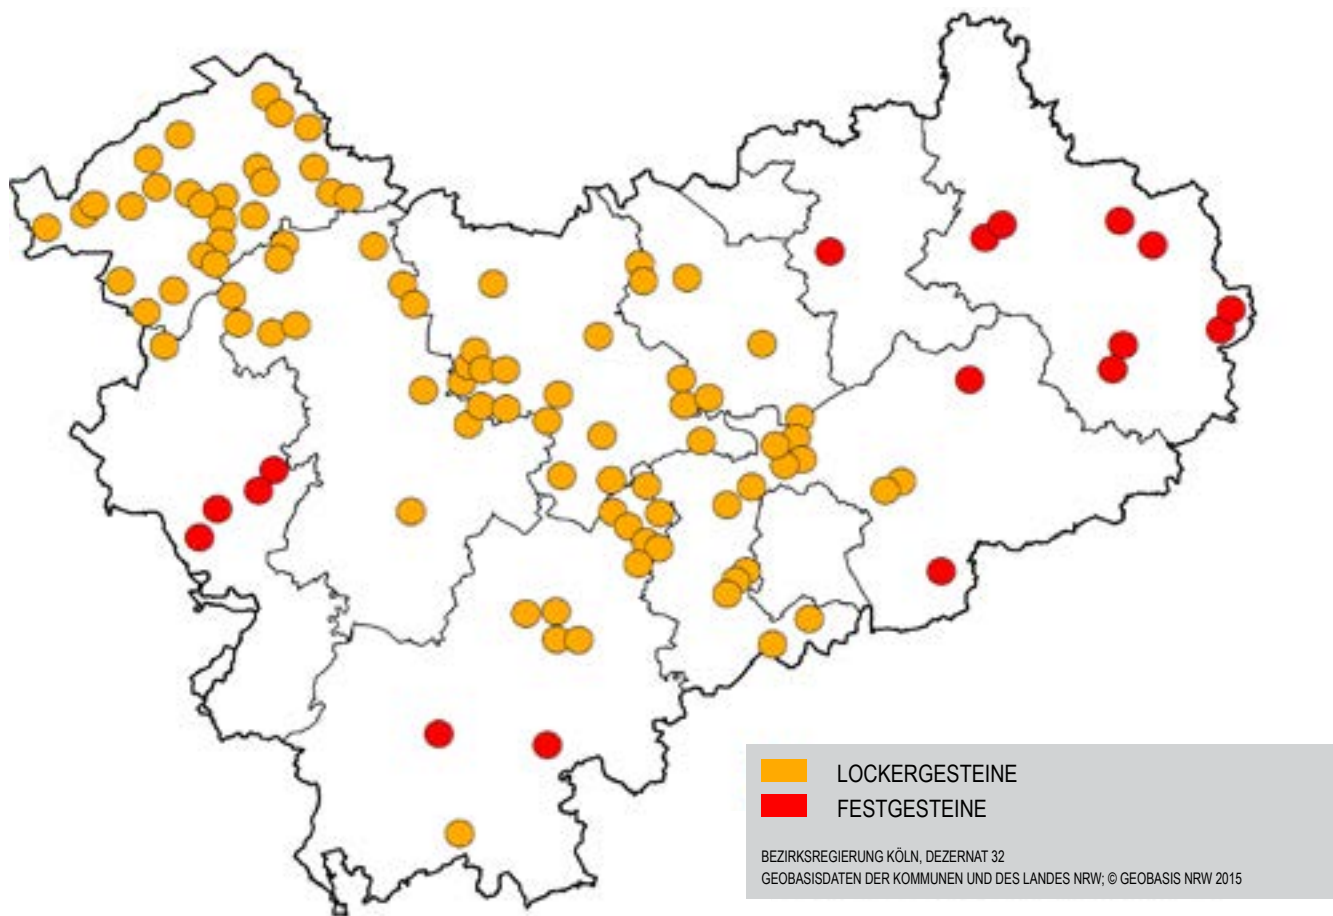 LOCKERGESTEINE
FESTGESTEINE
BEZIRKSREGIERUNG KÖLN, DEZERNAT 32
GEOBASISDATEN DER KOMMUNEN UND DES LANDES NRW; © GEOBASIS NRW 2015